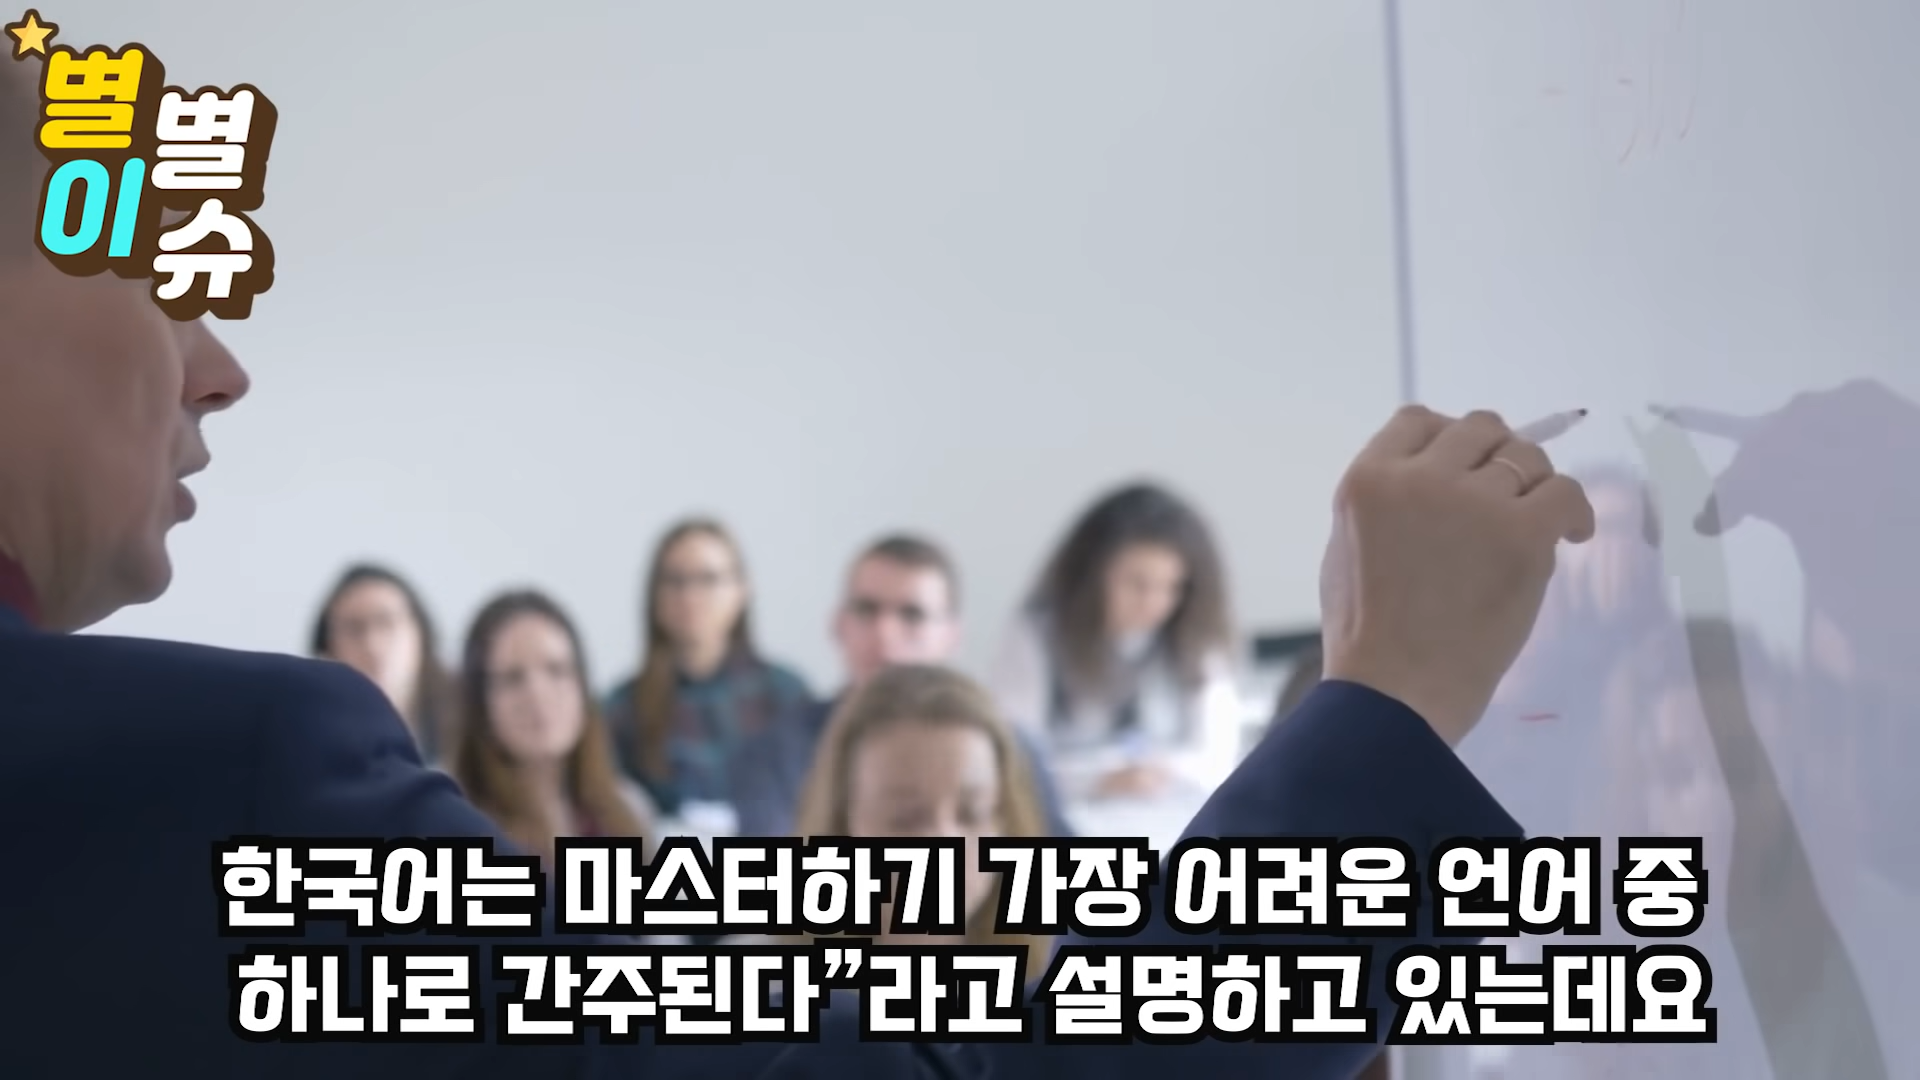 별별
이슈
한국어는 마스터하기 가장 어려운 언어 중
하나로 간주된다”라고 설명하고 있는데요